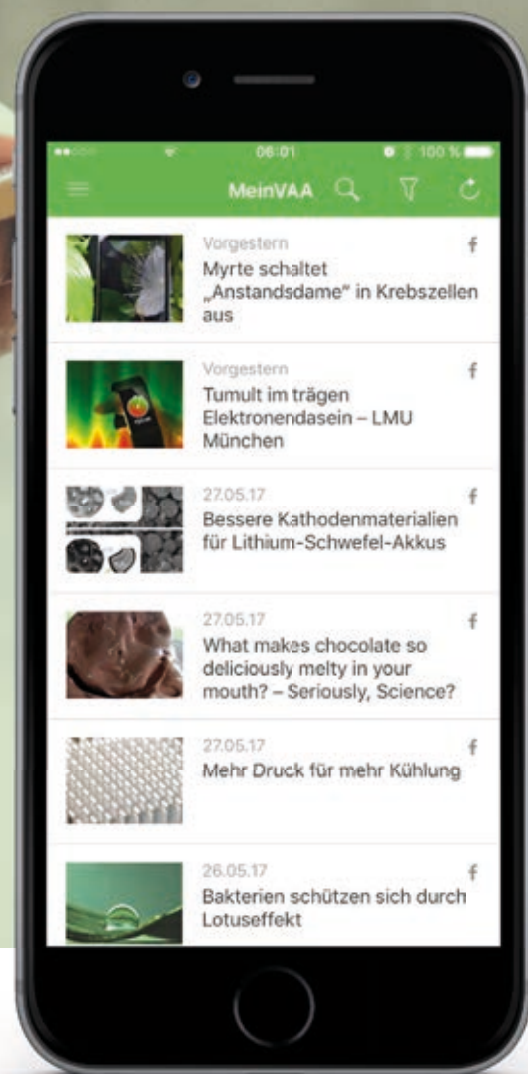 06:01
100 %
MeinVAA
Vorgestern
f
Myrte schaltet
„Anstandsdame“ in Krebszellen
aus
Vorgestern
f
Tumult im trägen
Elektronendasein – LMU
München
27.05.17
f
Bessere Kathodenmaterialien
für Lithium-Schwefel-Akkus
27.05.17
f
What makes chocolate so
deliciously melty in your
mouth? – Seriously, Science?
27.05.17
f
Mehr Druck für mehr Kühlung
26.05.17
f
Bakterien schützen sich durch
Lotuseffekt